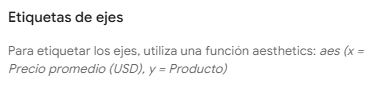 Etiquetas de ejes
Para etiquetar los ejes, utiliza una función aesthetics: aes (x =
Precio promedio (USD), y = Producto)